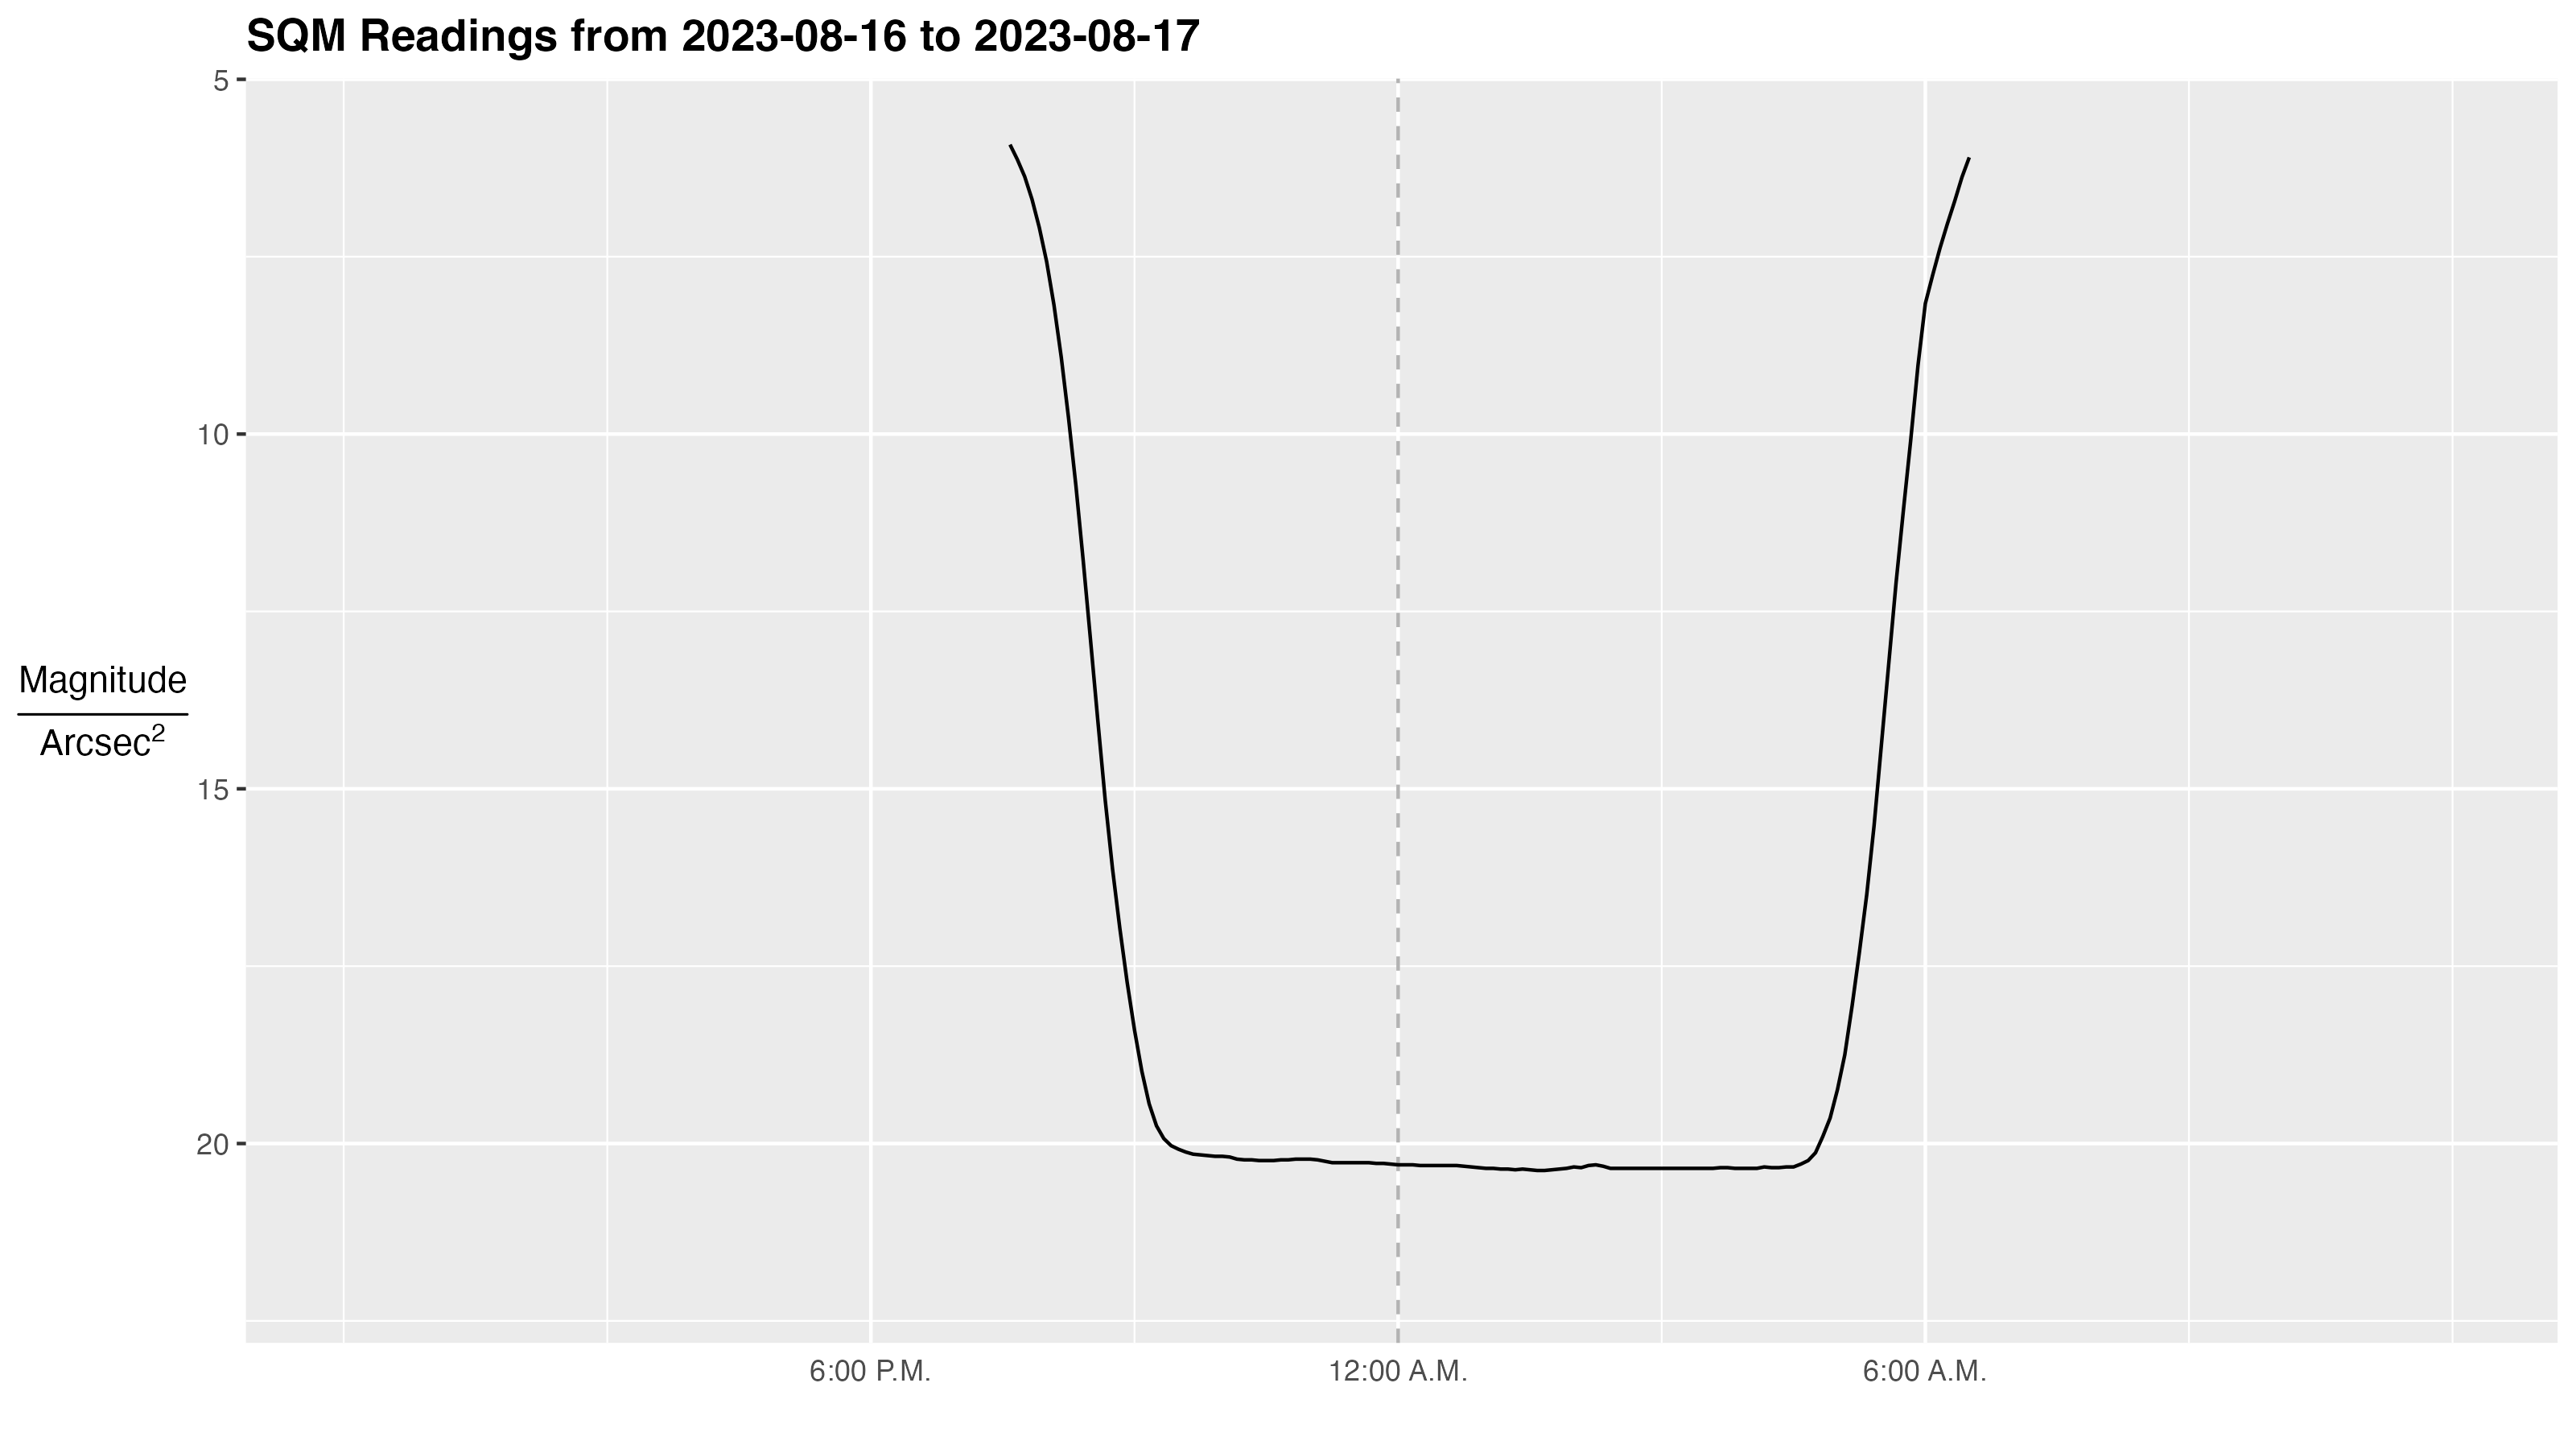 SQM Readings from 2023-08-16 to 2023-08-17
5
10
15
20
Magnitude
Arcsec²
6:00 P.M.
12:00 A.M.
6:00 A.M.